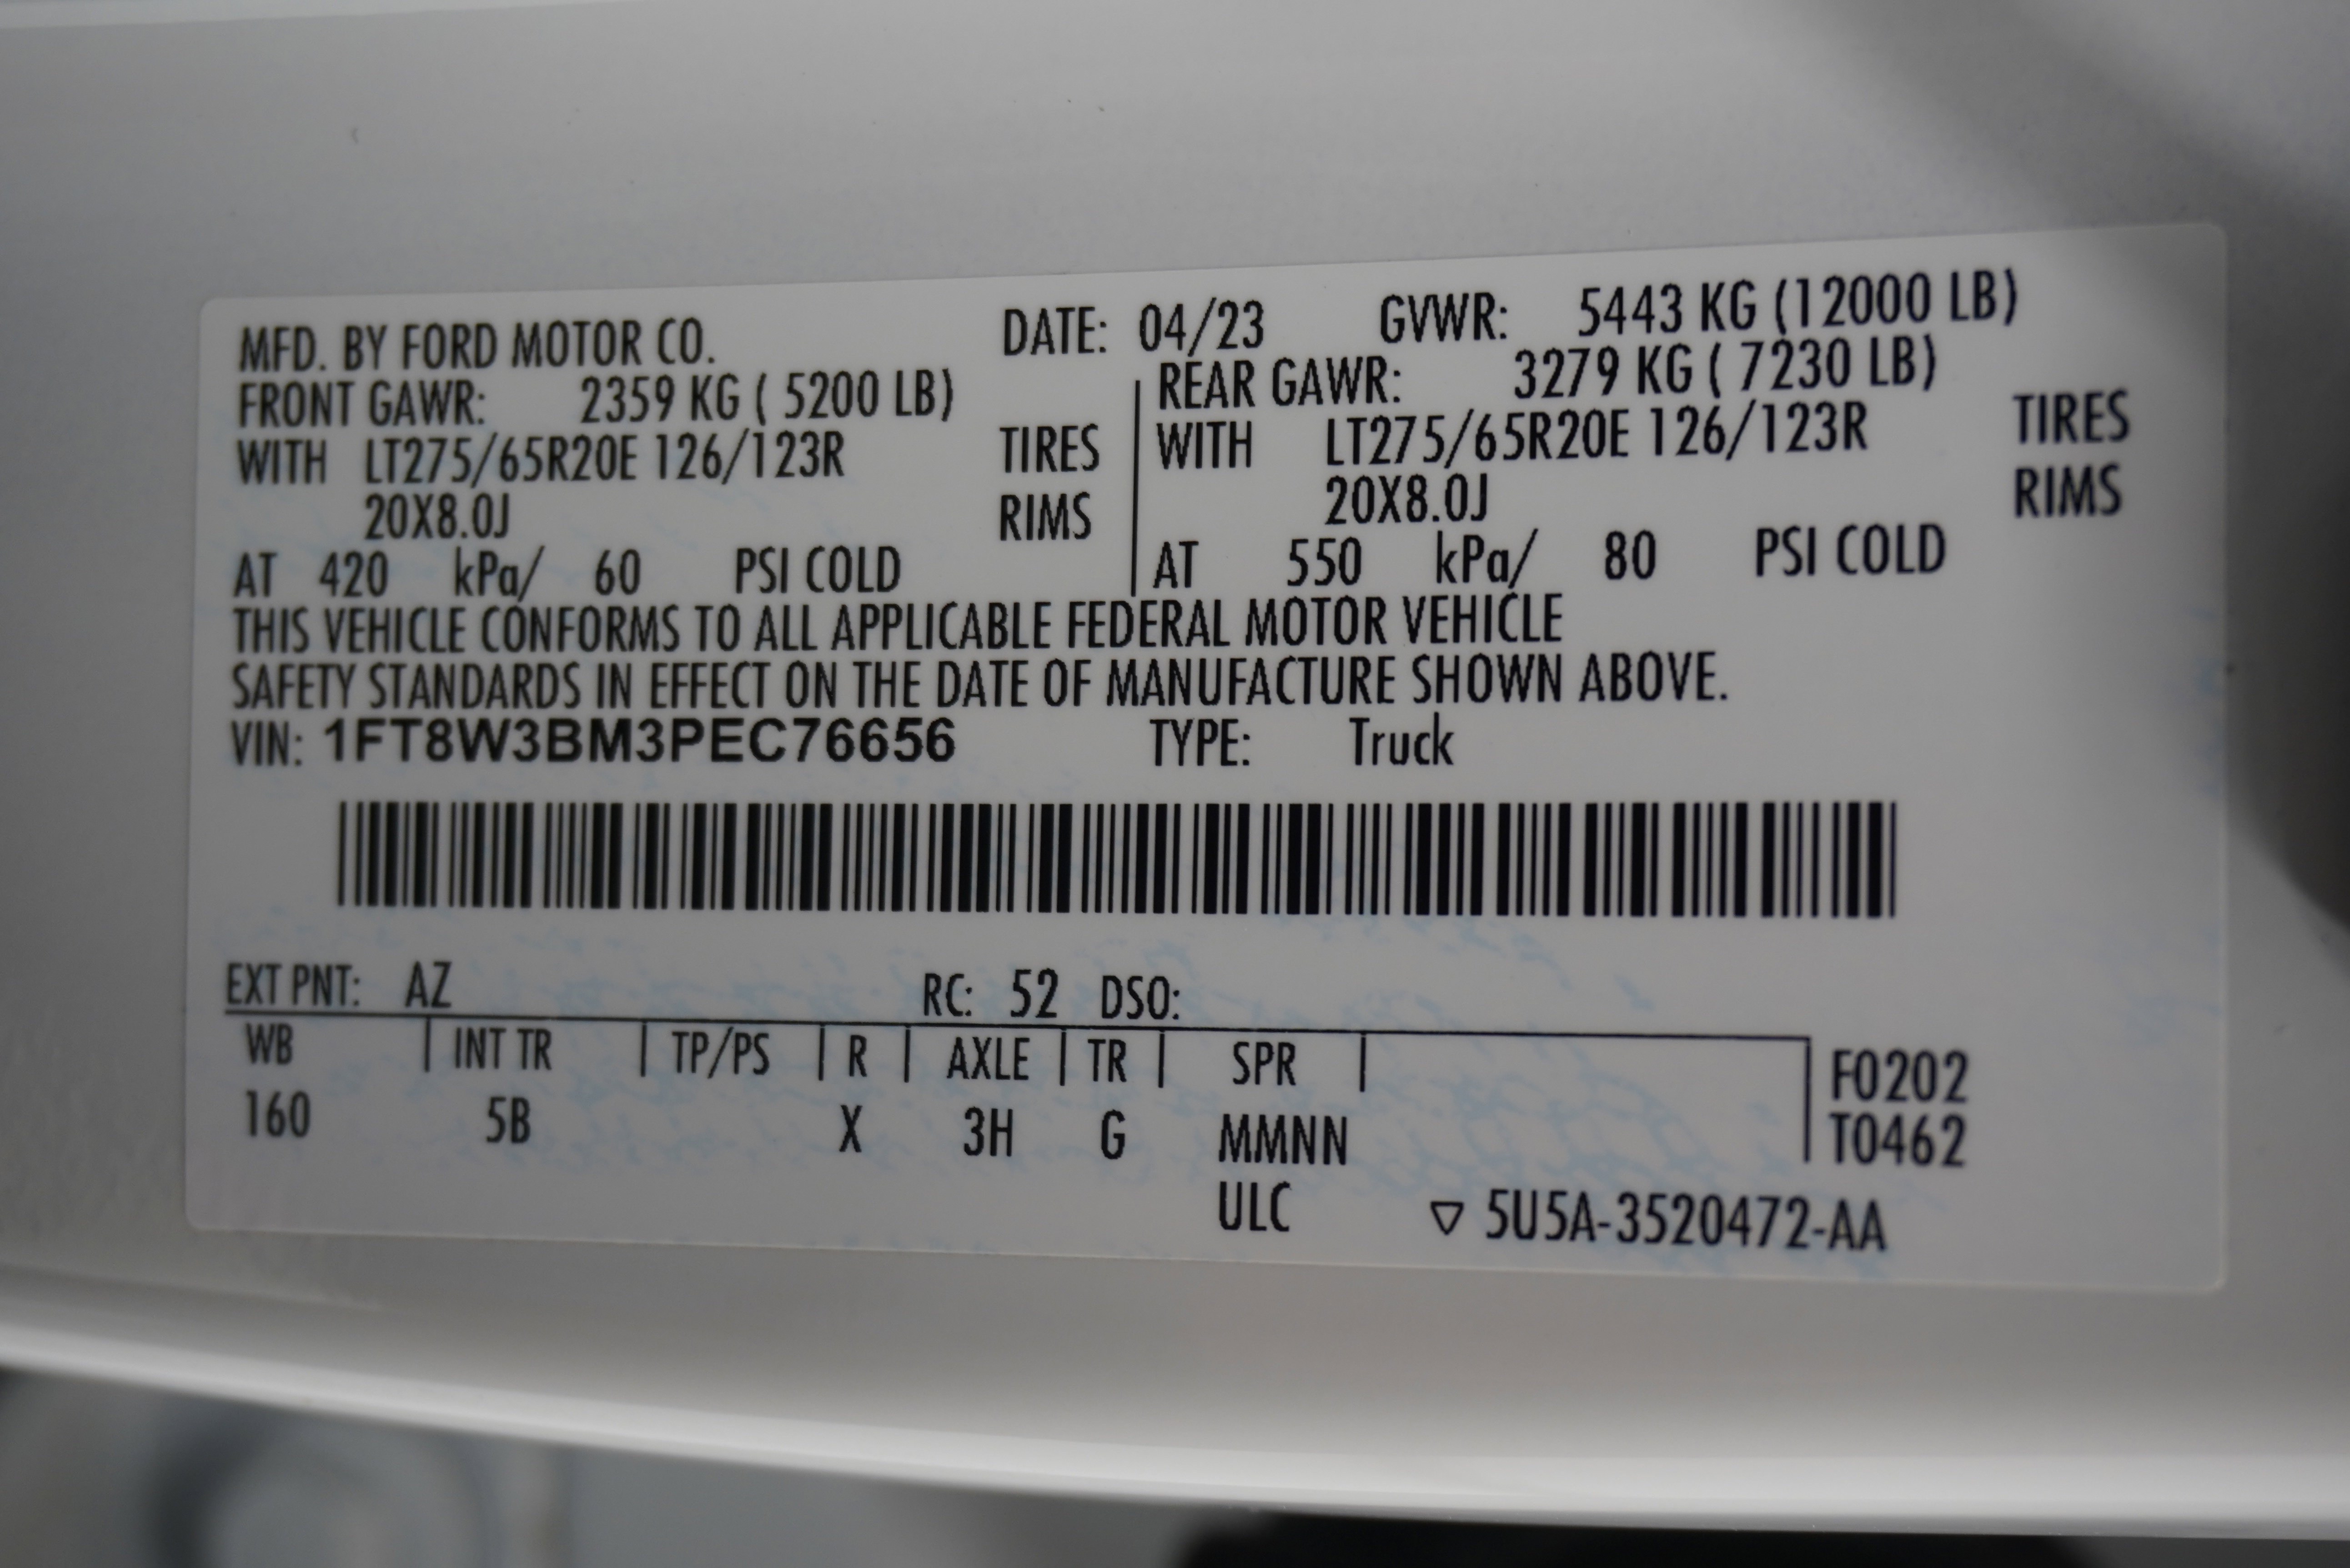 MFD. BY FORD MOTOR CO. DATE: 04/23 GVWR: 5443 KG (12000 LB)
FRONT GAWR: 2359 KG ( 5200 LB) REAR GAWR: 3279 KG ( 7230 LB)
WITH LT275/65R20E 126/123R TIRES WITH LT275/65R20E 126/123R TIRES
20X8.0J RIMS 20X8.0J RIMS
AT 420 kPa/ 60 PSI COLD AT 550 kPa/ 80 PSI COLD
THIS VEHICLE CONFORMS TO ALL APPLICABLE FEDERAL MOTOR VEHICLE
SAFETY STANDARDS IN EFFECT ON THE DATE OF MANUFACTURE SHOWN ABOVE.
VIN: 1FT8W3BM3PEC76656 TYPE: Truck
EXT PNT: AZ RC: 52 DSO:
WB | INT TR | TP/PS | R | AXLE | TR | SPR | F0202
160 5B X 3H G MMNN T0462
ULC ▽ 5U5A-3520472-AA